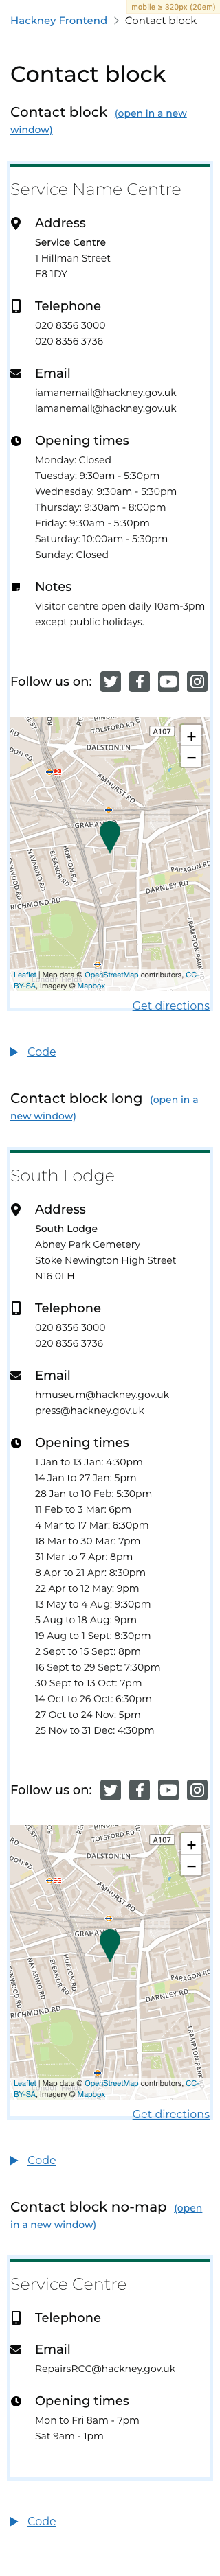 mobile ≥ 320px (20em)
Hackney Frontend > Contact block
Contact block
Contact block (open in a new
window)
Service Name Centre
Address
Service Centre
1 Hillman Street
E8 1DY
Telephone
020 8356 3000
020 8356 3736
Email
iamanemail@hackney.gov.uk
iamanemail@hackney.gov.uk
Opening times
Monday: Closed
Tuesday: 9:30am - 5:30pm
Wednesday: 9:30am - 5:30pm
Thursday: 9:30am - 8:00pm
Friday: 9:30am - 5:30pm
Saturday: 10:00am - 5:30pm
Sunday: Closed
Notes
Visitor centre open daily 10am-3pm
except public holidays.
Follow us on:
A107
+
−
DALSTON LN
AMHURST RD
GRAHAM
NAVARINO RD
ELEANOR RD
HORTON RD
RICHMOND RD
PARAGON RD
DARNLEY RD
FRAMPTON PARK
Leaflet | Map data © OpenStreetMap contributors, CC-
BY-SA, Imagery © Mapbox
Get directions
Code
Contact block long (open in a
new window)
South Lodge
Address
South Lodge
Abney Park Cemetery
Stoke Newington High Street
N16 0LH
Telephone
020 8356 3000
020 8356 3736
Email
hmuseum@hackney.gov.uk
press@hackney.gov.uk
Opening times
1 Jan to 13 Jan: 4:30pm
14 Jan to 27 Jan: 5pm
28 Jan to 10 Feb: 5:30pm
11 Feb to 3 Mar: 6pm
4 Mar to 17 Mar: 6:30pm
18 Mar to 30 Mar: 7pm
31 Mar to 7 Apr: 8pm
8 Apr to 21 Apr: 8:30pm
22 Apr to 12 May: 9pm
13 May to 4 Aug: 9:30pm
5 Aug to 18 Aug: 9pm
19 Aug to 1 Sept: 8:30pm
2 Sept to 15 Sept: 8pm
16 Sept to 29 Sept: 7:30pm
30 Sept to 13 Oct: 7pm
14 Oct to 26 Oct: 6:30pm
27 Oct to 24 Nov: 5pm
25 Nov to 31 Dec: 4:30pm
Follow us on:
A107
+
−
DALSTON LN
AMHURST RD
GRAHAM
NAVARINO RD
ELEANOR RD
HORTON RD
RICHMOND RD
PARAGON RD
DARNLEY RD
FRAMPTON PARK
Leaflet | Map data © OpenStreetMap contributors, CC-
BY-SA, Imagery © Mapbox
Get directions
Code
Contact block no-map (open
in a new window)
Service Centre
Telephone
Email
RepairsRCC@hackney.gov.uk
Opening times
Mon to Fri 8am - 7pm
Sat 9am - 1pm
Code